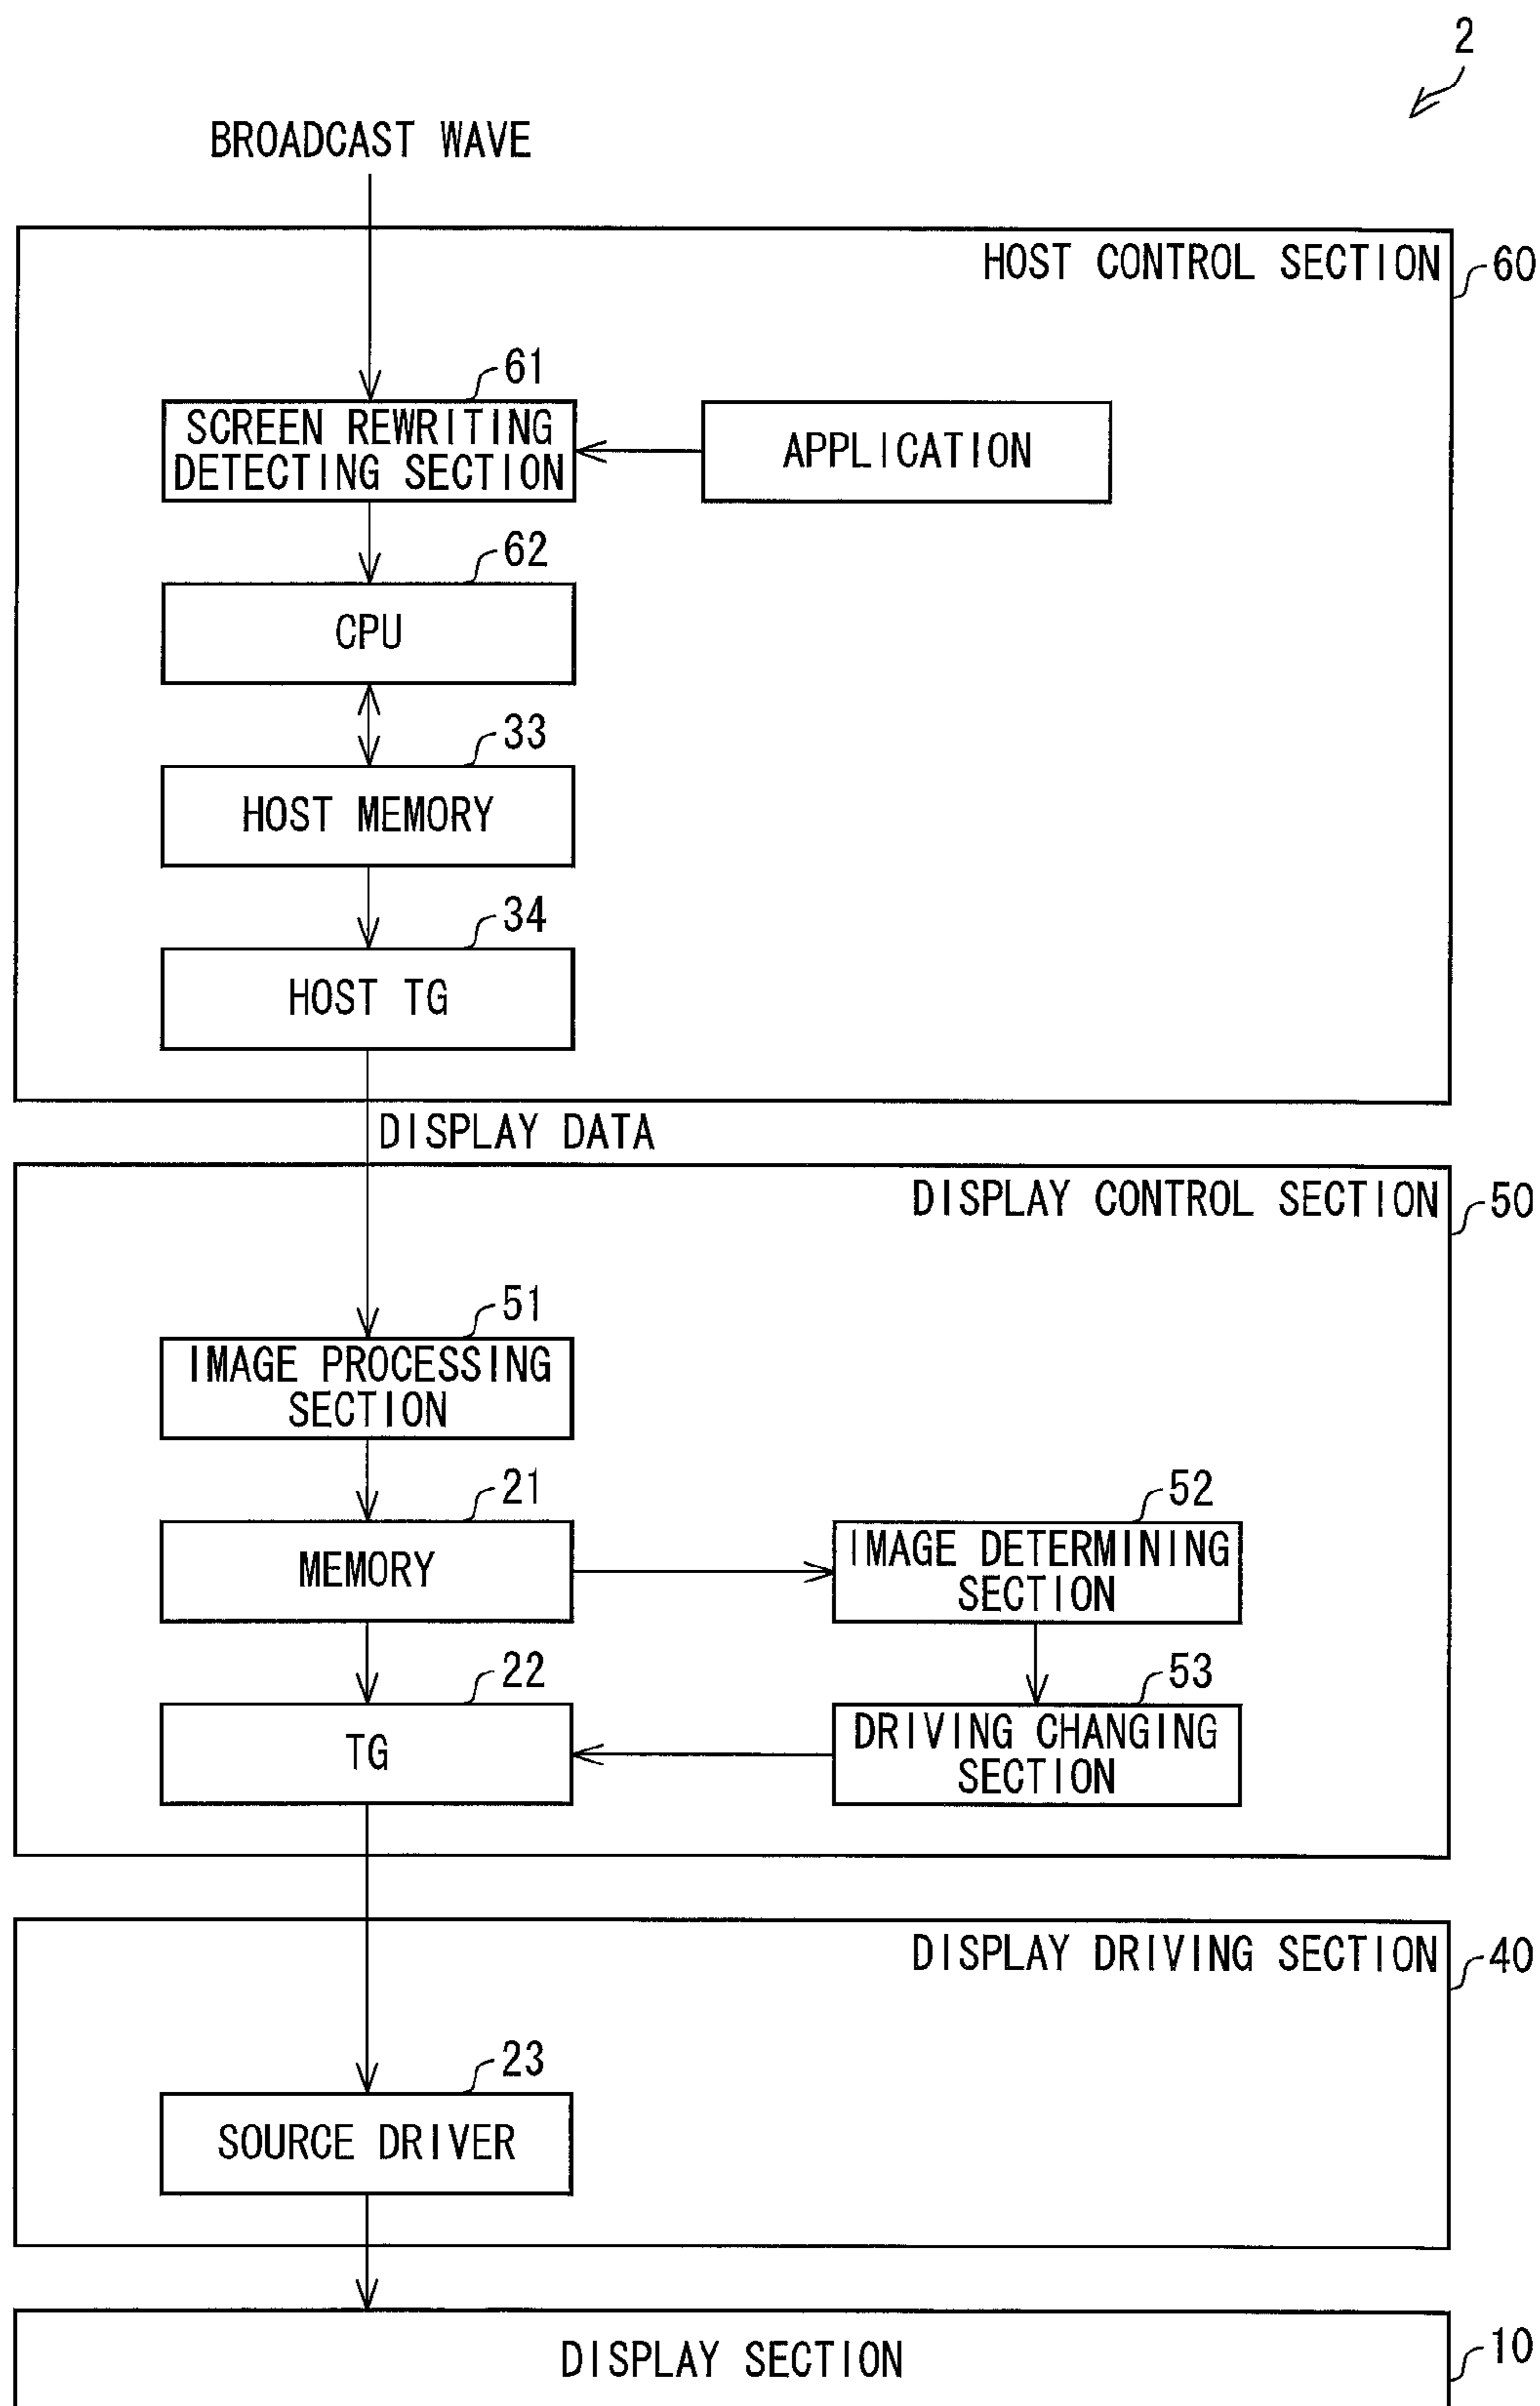 2
BROADCAST WAVE
HOST CONTROL SECTION
60
61
SCREEN REWRITING
DETECTING SECTION
APPLICATION
62
CPU
33
HOST MEMORY
34
HOST TG
DISPLAY DATA
DISPLAY CONTROL SECTION
50
51
IMAGE PROCESSING
SECTION
21
MEMORY
52
IMAGE DETERMINING
SECTION
22
TG
53
DRIVING CHANGING
SECTION
DISPLAY DRIVING SECTION
40
23
SOURCE DRIVER
DISPLAY SECTION
10